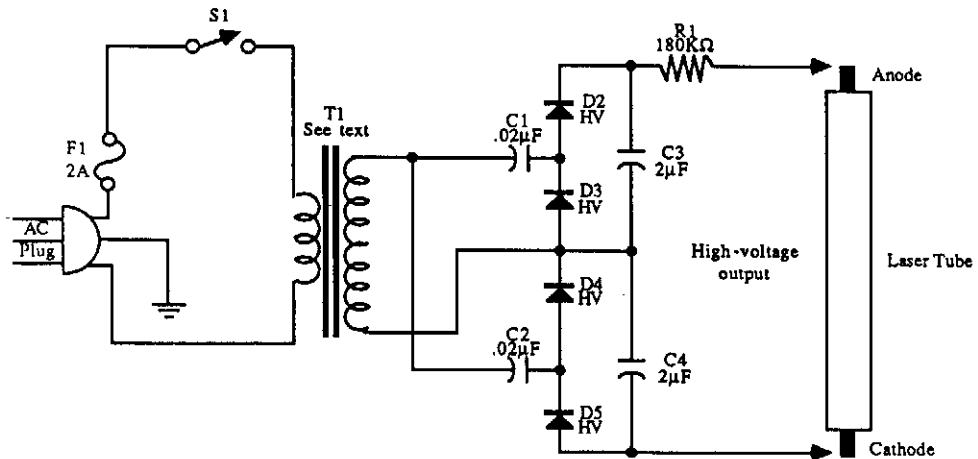 S1
R1
180KΩ
Anode
T1
See text
D2
HV
C1
.02μF
F1
2A
C3
2μF
D3
HV
AC
Plug
High-voltage
output
Laser Tube
D4
HV
C2
.02μF
C4
2μF
D5
HV
Cathode